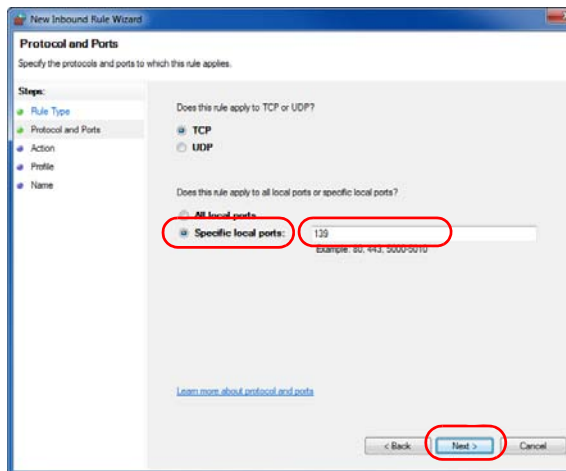 New Inbound Rule Wizard
Protocol and Ports
Specify the protocols and ports to which this rule applies.
Steps:
Rule Type
Protocol and Ports
Action
Profile
Name
Does this rule apply to TCP or UDP?
TCP
UDP
Does this rule apply to all local ports or specific local ports?
All local ports
Specific local ports:
139
Example: 80, 443, 5000-5010
Learn more about protocol and ports
< Back
Next >
Cancel